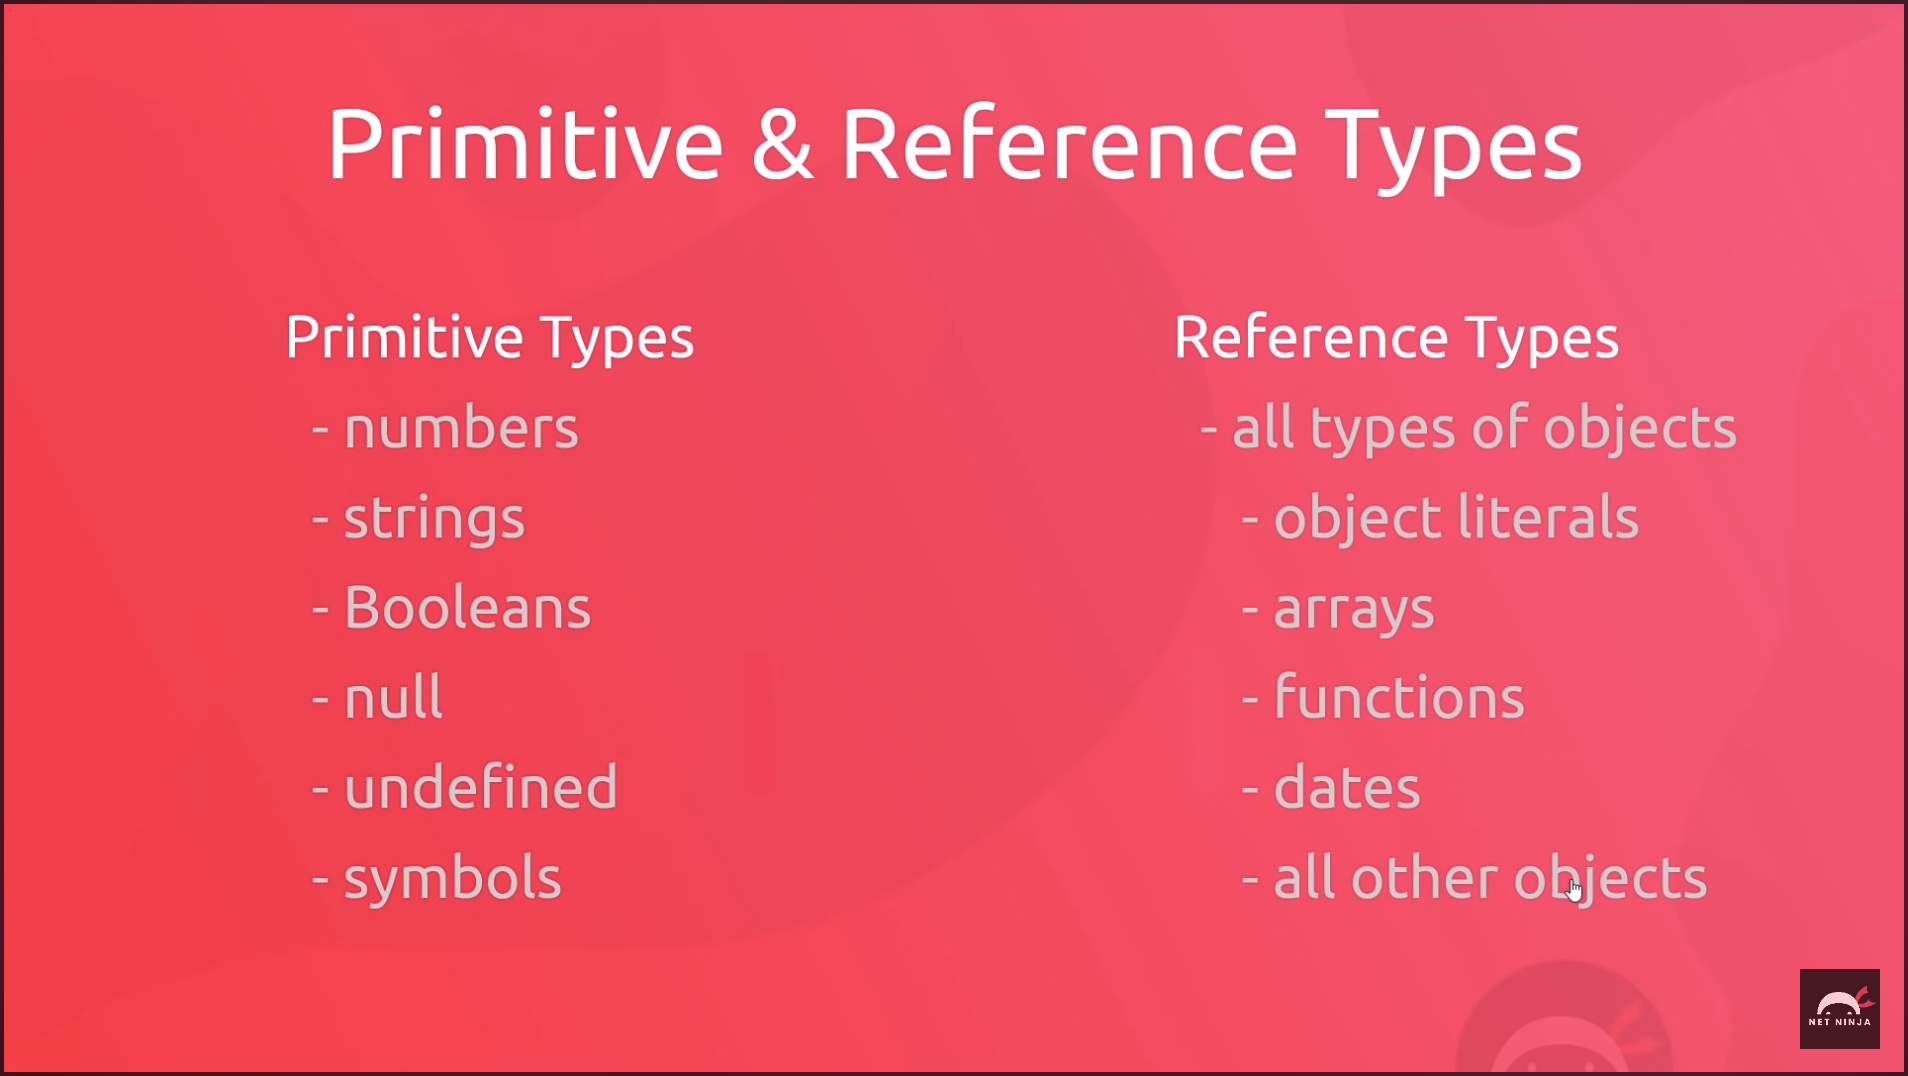 Primitive & Reference Types
Primitive Types
- numbers
- strings
- Booleans
- null
- undefined
- symbols
Reference Types
- all types of objects
- object literals
- arrays
- functions
- dates
- all other objects
NET NINJA